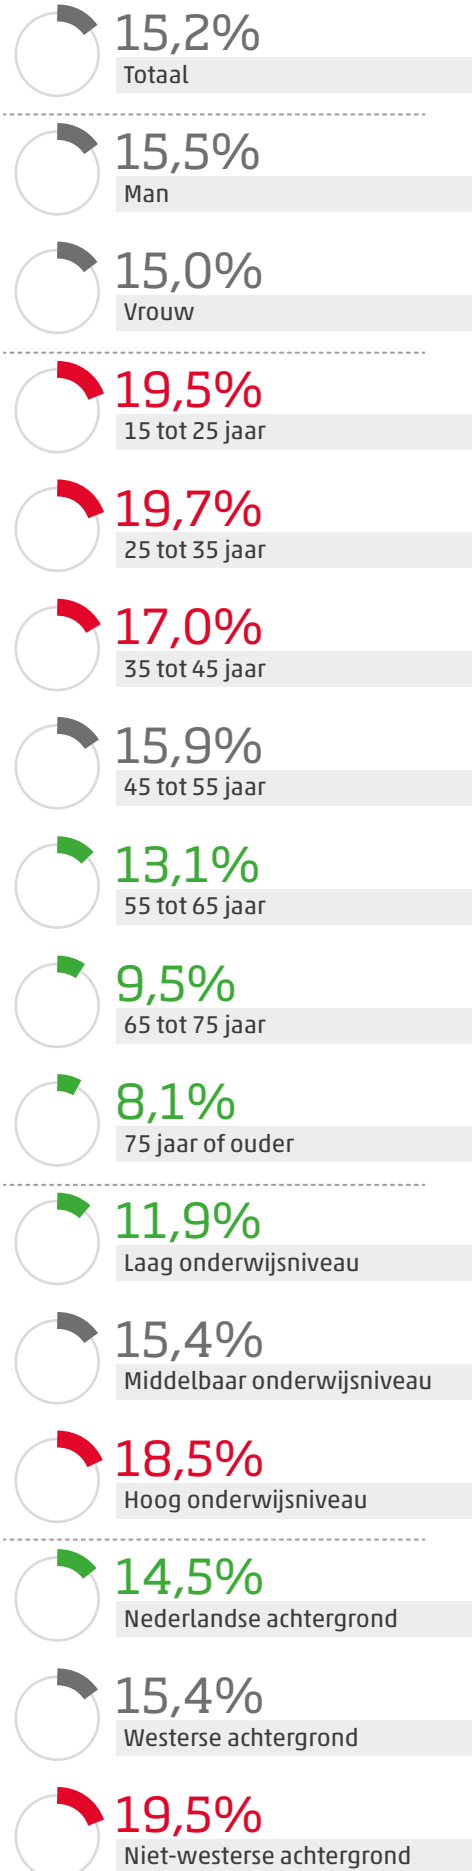 15,2%
Totaal
15,5%
Man
15,0%
Vrouw
19,5%
15 tot 25 jaar
19,7%
25 tot 35 jaar
17,0%
35 tot 45 jaar
15,9%
45 tot 55 jaar
13,1%
55 tot 65 jaar
9,5%
65 tot 75 jaar
8,1%
75 jaar of ouder
11,9%
Laag onderwijsniveau
15,4%
Middelbaar onderwijsniveau
18,5%
Hoog onderwijsniveau
14,5%
Nederlandse achtergrond
15,4%
Westerse achtergrond
19,5%
Niet-westerse achtergrond